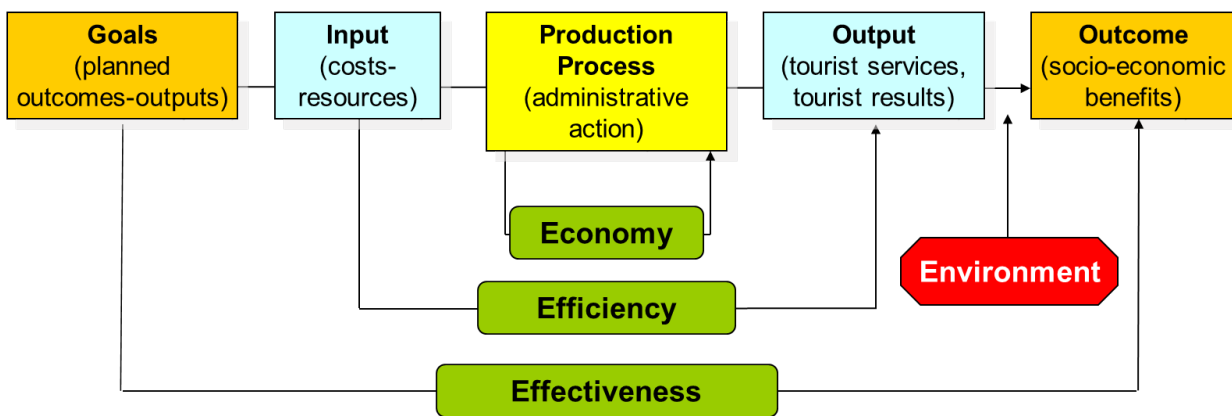 Goals
(planned
outcomes-outputs)
Input
(costs-
resources)
Production
Process
(administrative
action)
Output
(tourist services,
tourist results)
Outcome
(socio-economic
benefits)
Economy
Environment
Efficiency
Effectiveness